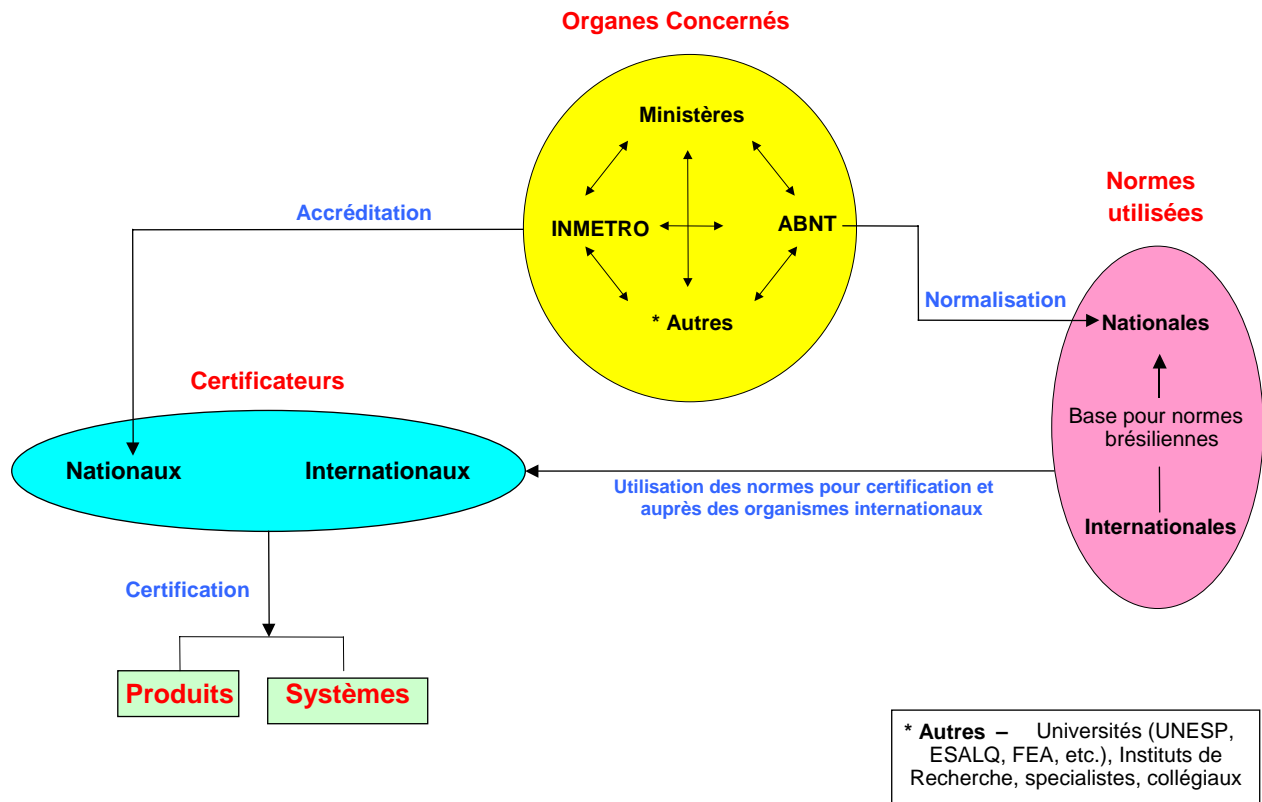 Organes Concernés
Ministères
INMETRO
ABNT
* Autres
Accréditation
Normes
utilisées
Normalisation
Nationales
Base pour normes
brésiliennes
Internationales
Certificateurs
Nationaux
Internationaux
Utilisation des normes pour certification et
auprès des organismes internationaux
Certification
Produits
Systèmes
* Autres – Universités (UNESP,
ESALQ, FEA, etc.), Instituts de
Recherche, specialistes, collégiaux